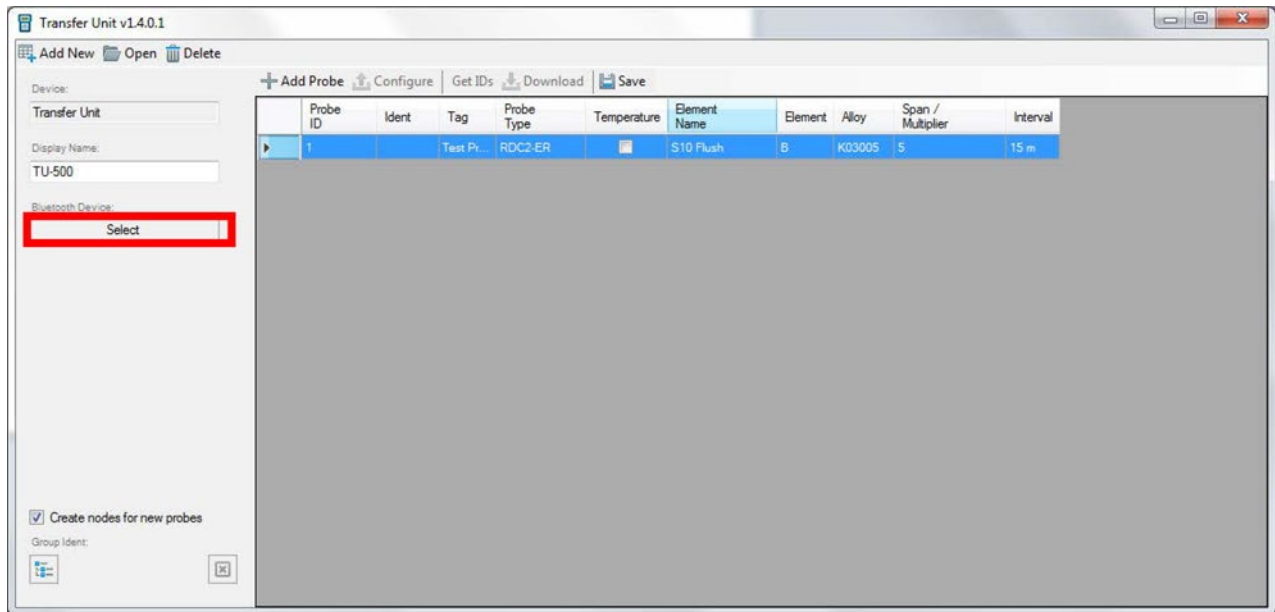 Transfer Unit v1.4.0.1
Add New Open Delete
Add Probe Configure Get IDs Download Save
Device:
Transfer Unit
Display Name:
TU-500
Bluetooth Device:
Select
Probe ID Ident Tag Probe Type Temperature Element Name Element Alloy Span / Multiplier Interval
1 Test Pr... RDC2-ER S10 Flush B K03005 5 15 m
Create nodes for new probes
Group Ident: